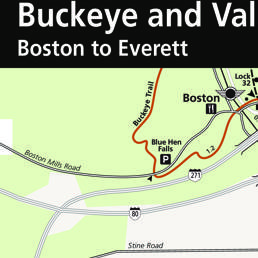 Buckeye and Val
Boston to Everett
Buckeye Trail
Lock
32
Boston
Blue Hen
Falls
P
1.2
Boston Mills Road
271
80
Stine Road